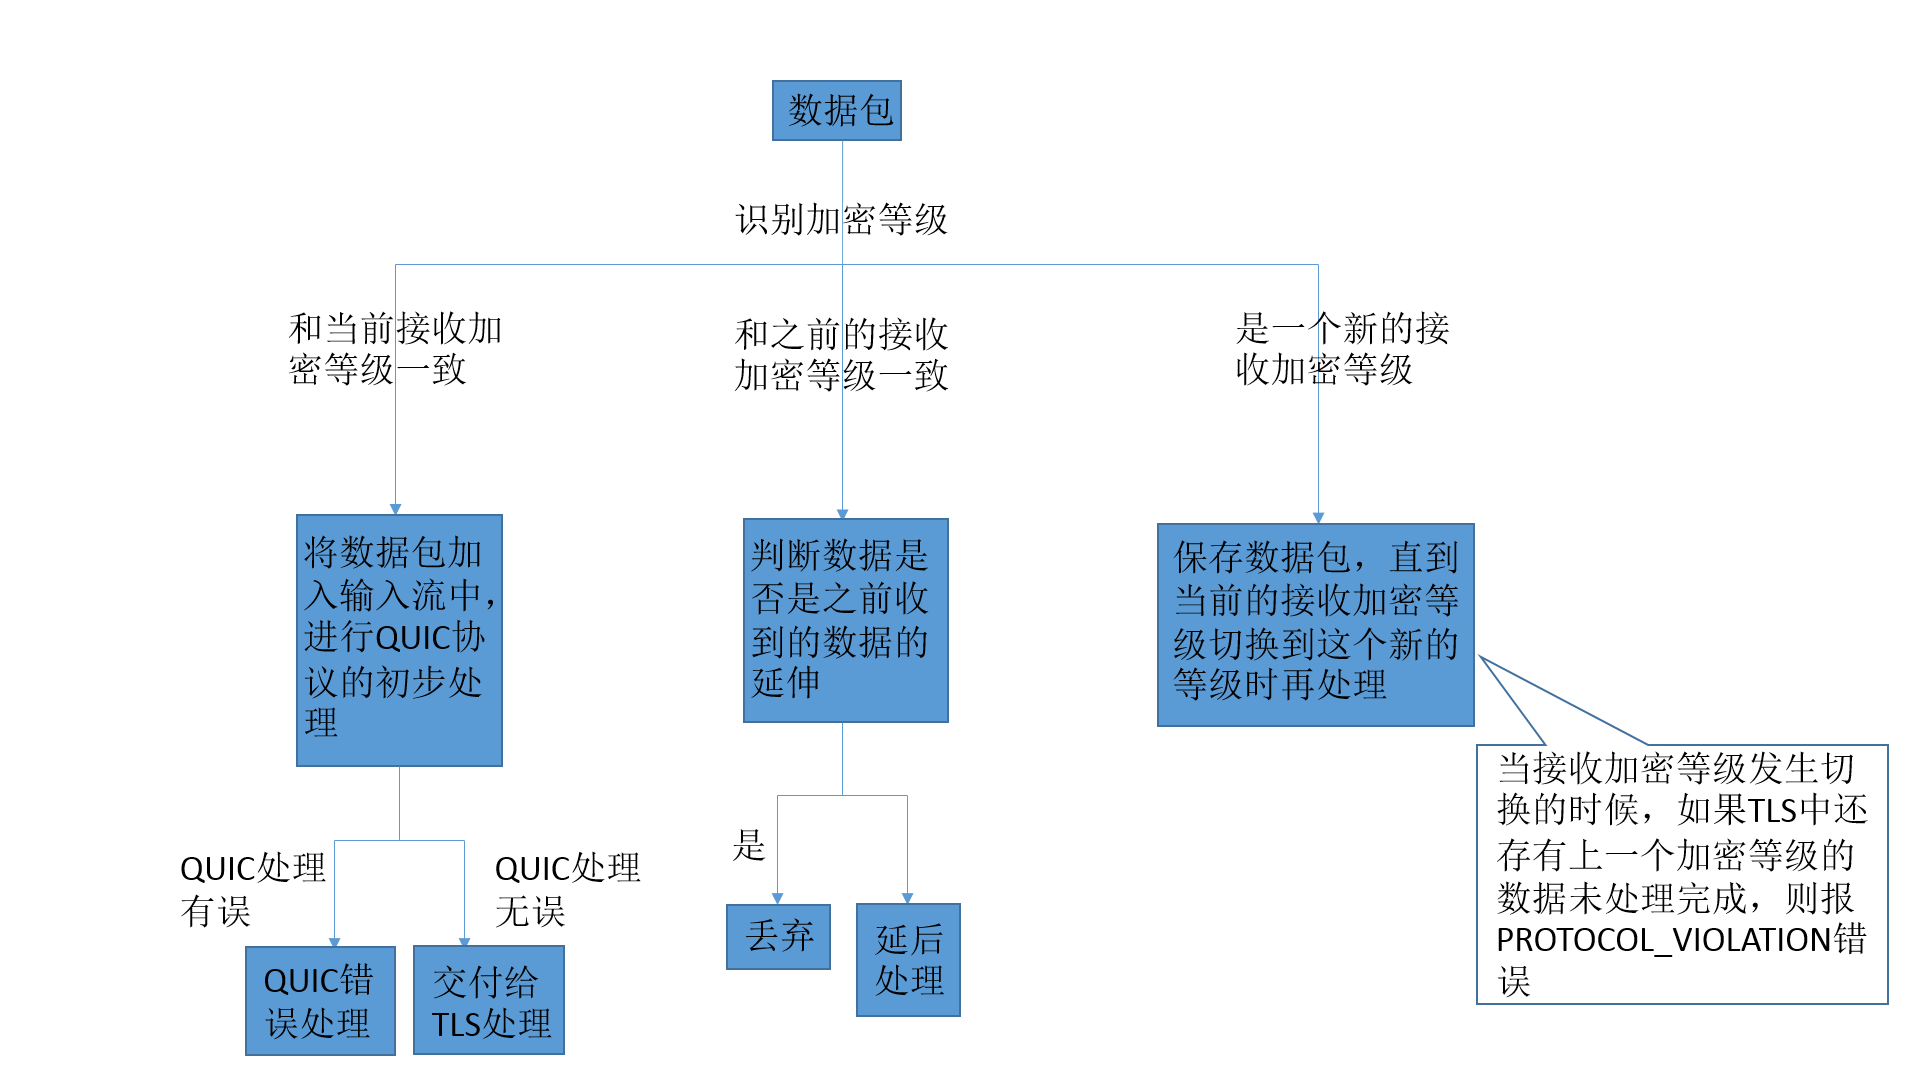 数据包
识别加密等级
和当前接收加
密等级一致
和之前的接收
加密等级一致
是一个新的接
收加密等级
将数据包加
入输入流中，
进行QUIC协
议的初步处
理
判断数据是
否是之前收
到的数据的
延伸
保存数据包，直到
当前的接收加密等
级切换到这个新的
等级时再处理
当接收加密等级发生切
换的时候，如果TLS中还
存有上一个加密等级的
数据未处理完成，则报
PROTOCOL_VIOLATION错
误
QUIC处理
有误
QUIC处理
无误
是
QUIC错
误处理
交付给
TLS处理
丢弃
延后
处理